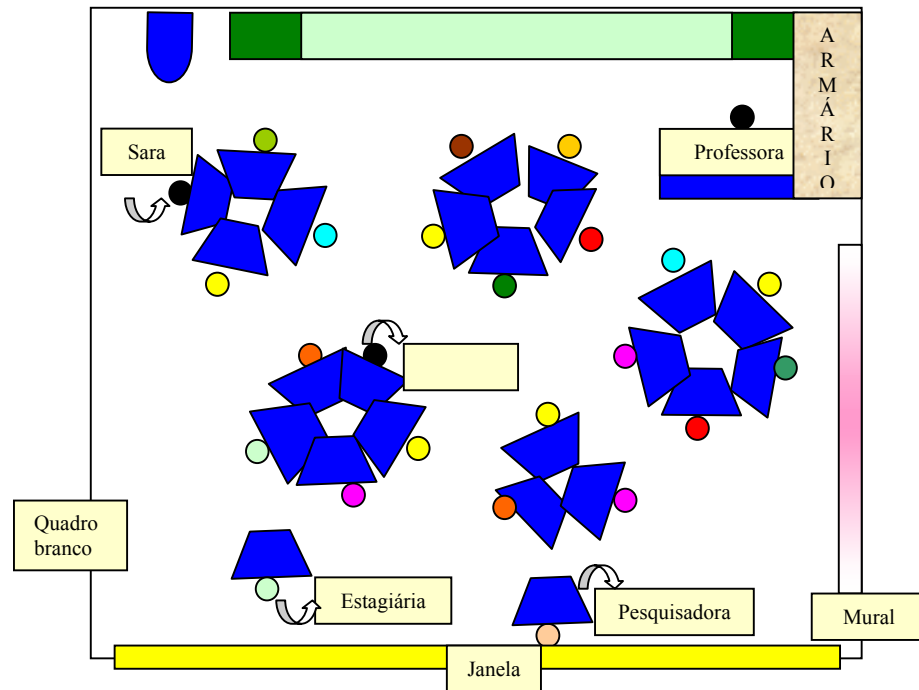 A
R
M
Á
R
I
O
Sara
Professora
Quadro
branco
Estagiária
Pesquisadora
Mural
Janela